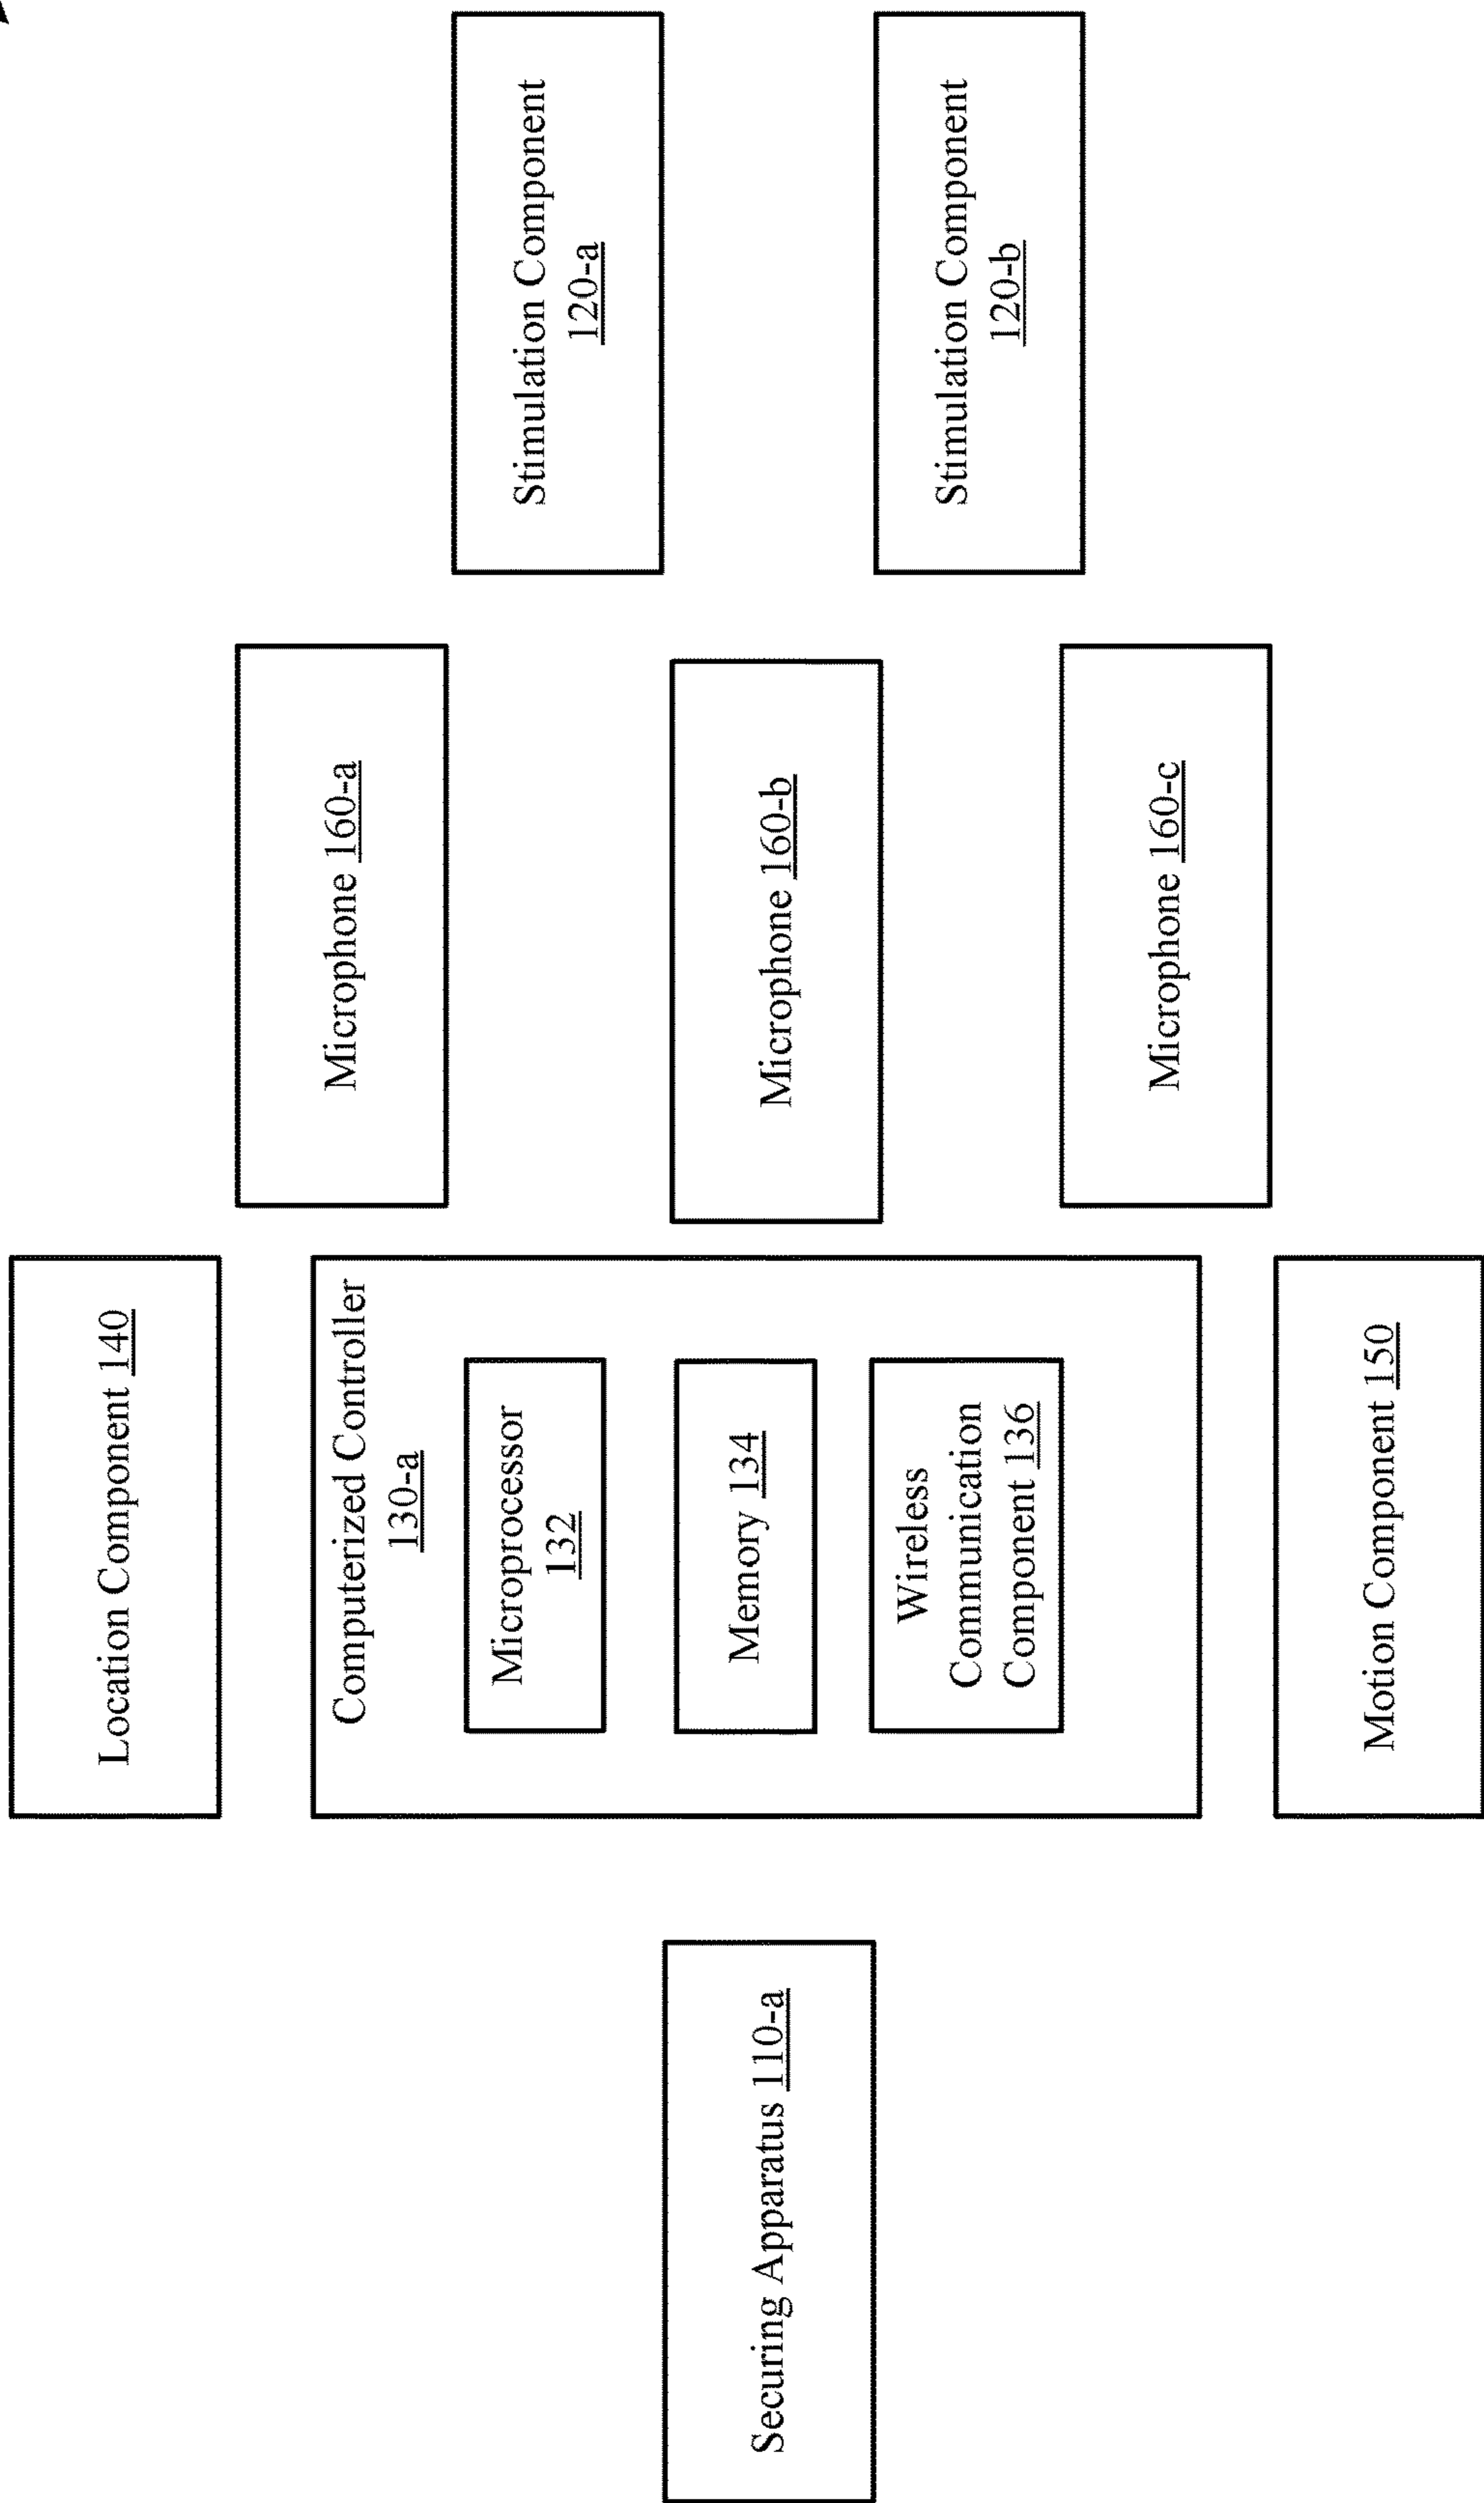 Securing Apparatus 110-a
Location Component 140
Computerized Controller
130-a
Microprocessor
132
Memory 134
Wireless
Communication
Component 136
Motion Component 150
Microphone 160-a
Microphone 160-b
Microphone 160-c
Stimulation Component
120-a
Stimulation Component
120-b